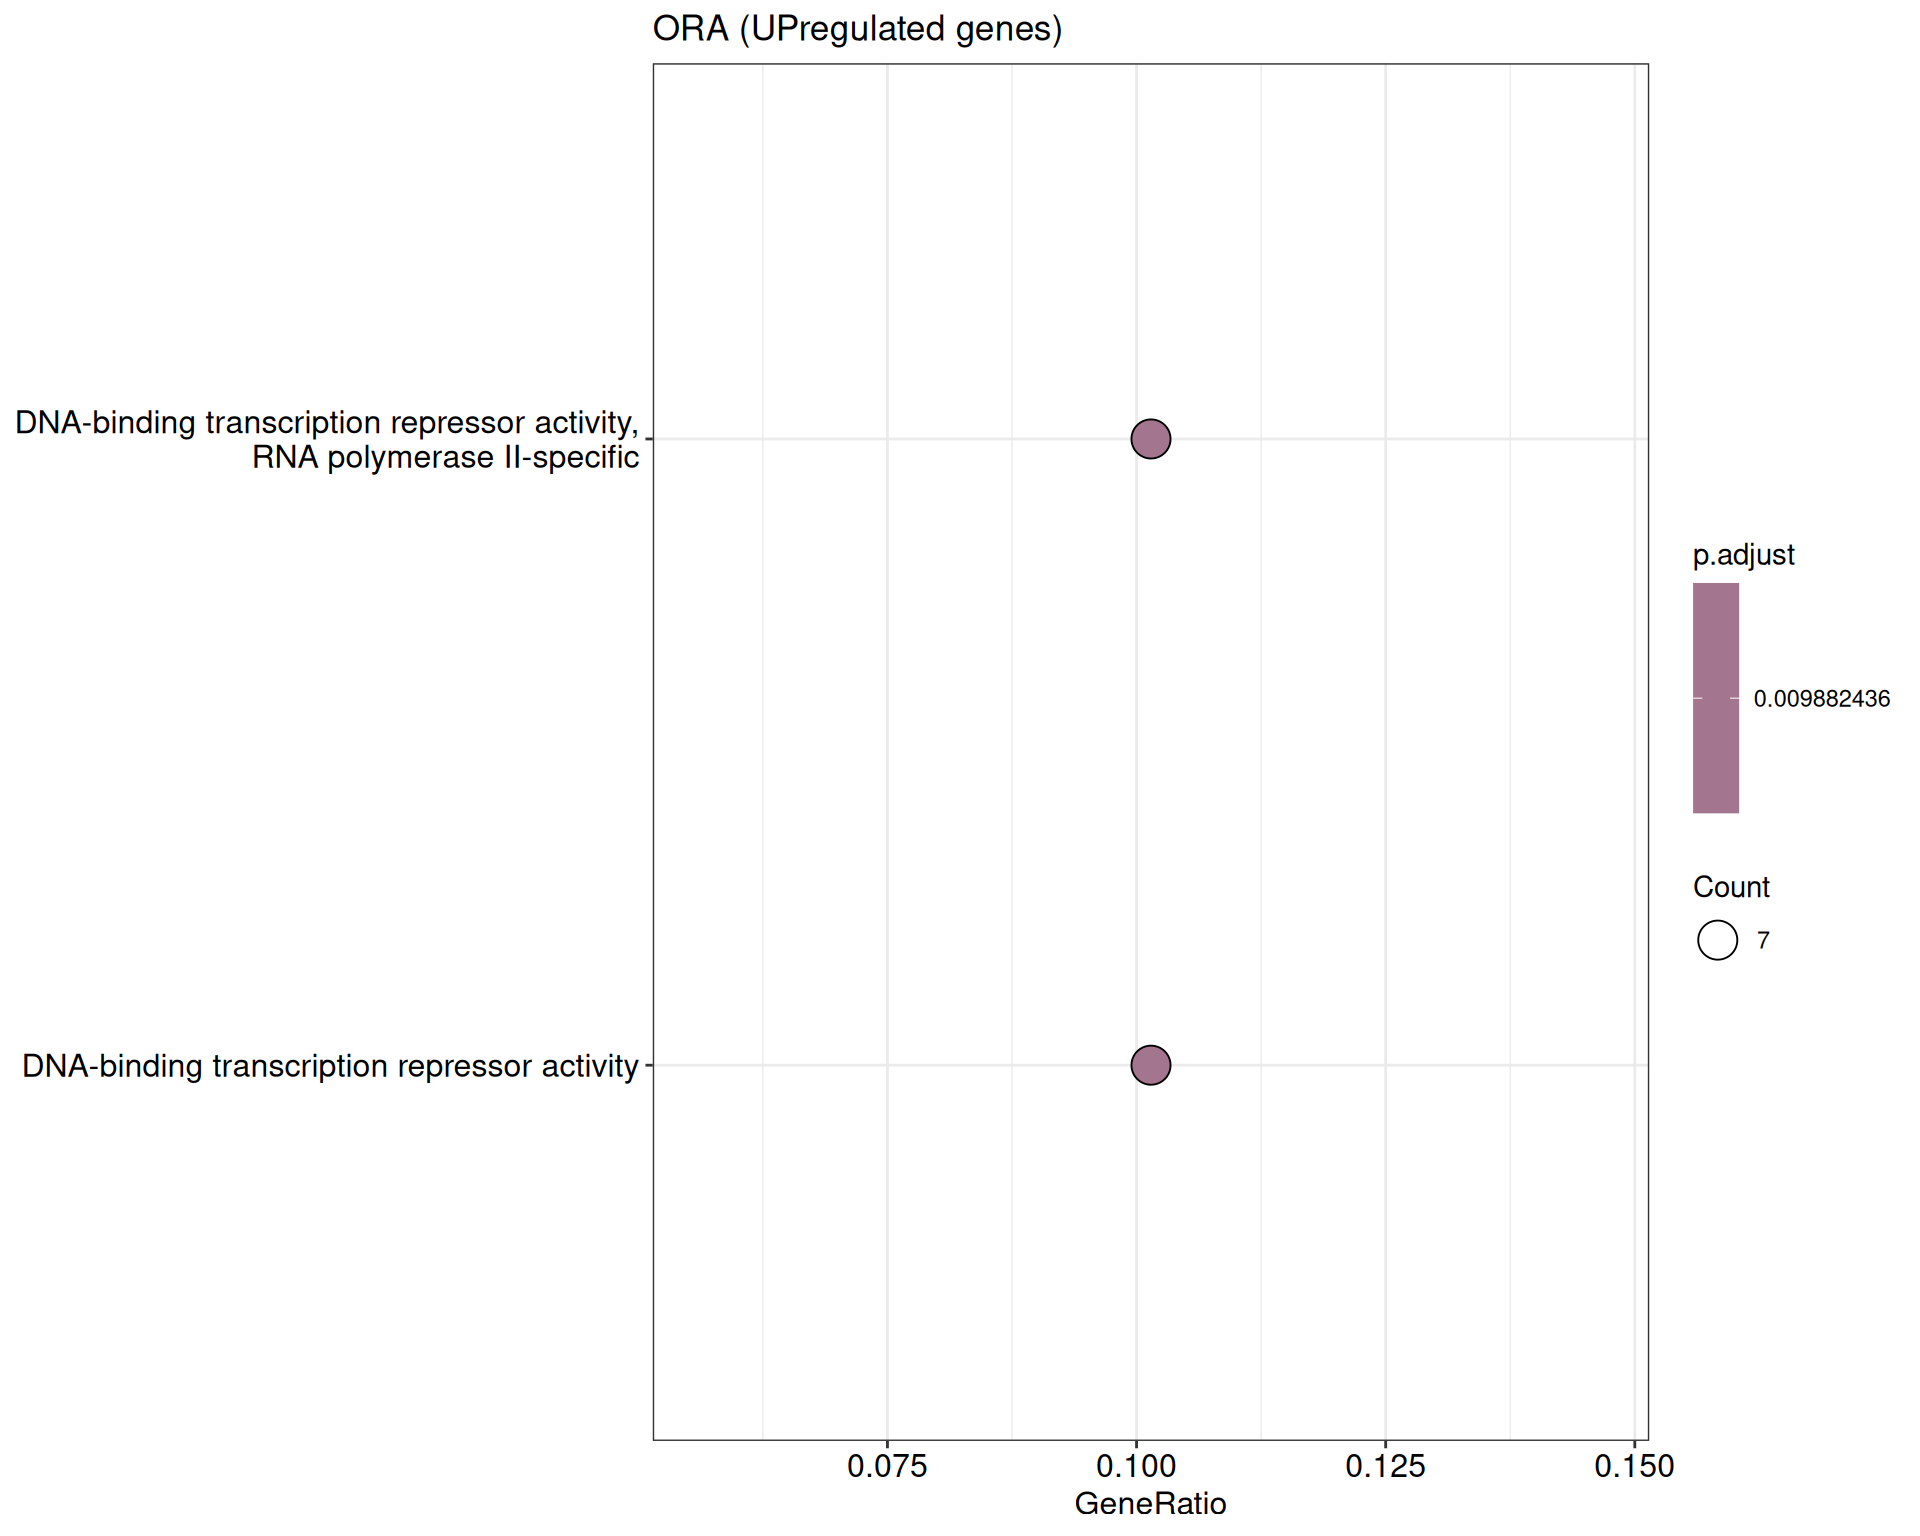 ORA (UPregulated genes)
DNA-binding transcription repressor activity,
RNA polymerase II-specific
DNA-binding transcription repressor activity
0.075
0.100
0.125
0.150
GeneRatio
p.adjust
0.009882436
Count
7